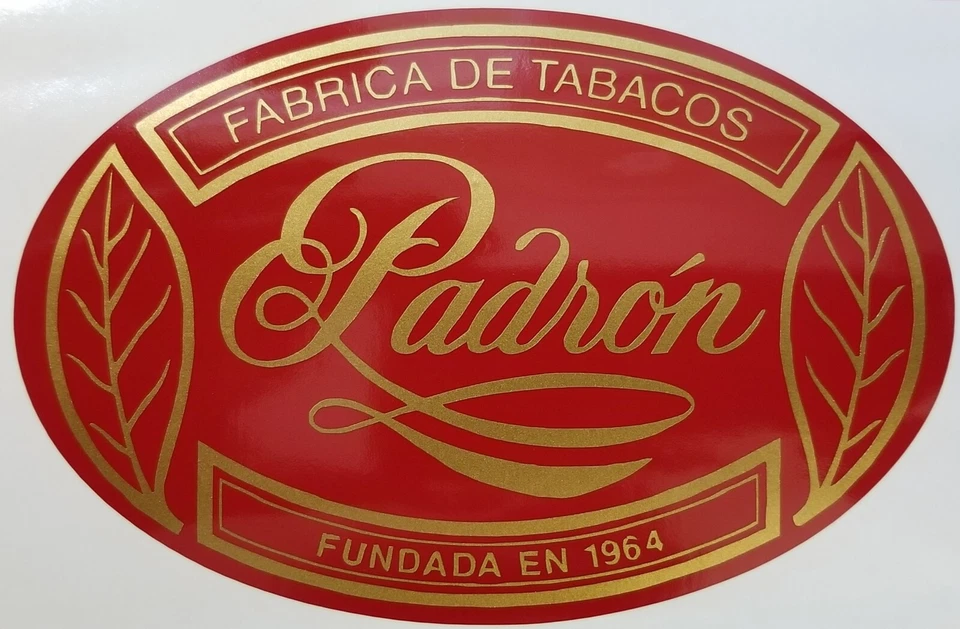 FABRICA DE TABACOS
Padrón
FUNDADA EN 1964